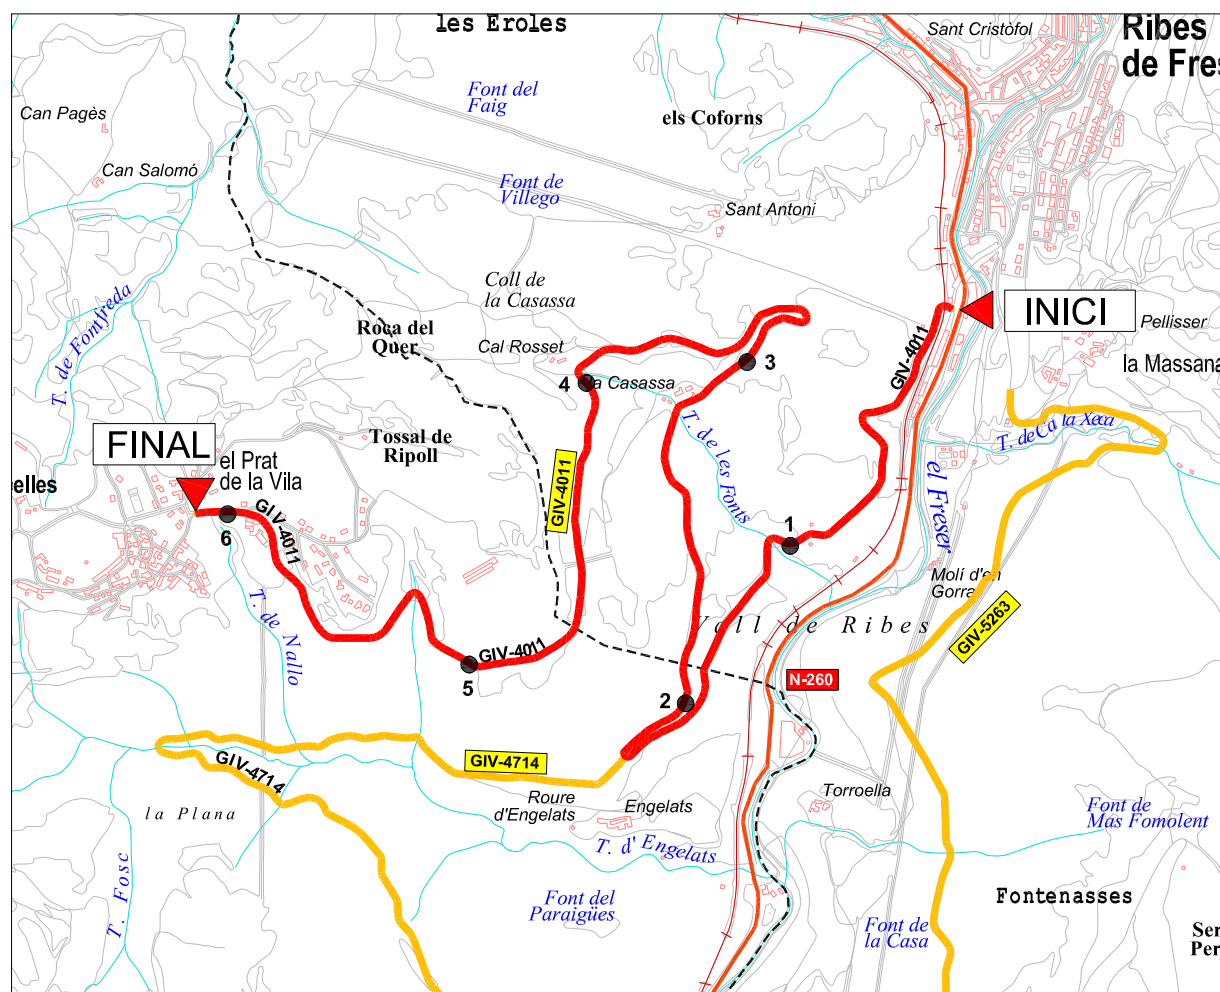 les Eroles
Sant Cristòfol
Ribes
de Fres
Font del
Faig
Can Pagès
els Coforns
Can Salomó
Font de
Villego
Sant Antoni
Coll de
la Casassa
T. de Fontfreda
INICI
Pellisser
Roca del
Quer
Cal Rosset
GIV-4011
3
la Massana
4
la Casassa
T. de les Fonts
T. de Ca la Xeca
FINAL
el Prat
de la Vila
Tossal de
Ripoll
celles
GIV-4011
GIV-4011
el Freser
1
6
Molí d'en
Gorra
T. de Nallo
Vall de Ribes
GIV-5263
GIV-4011
5
N-260
2
GIV-4714
GIV-4714
la Plana
Roure
d'Engelats
Engelats
Torroella
Font de
Mas Fomolent
T. d' Engelats
T. Fosc
Font del
Paraigües
Fontenasses
Font de
la Casa
Ser
Per